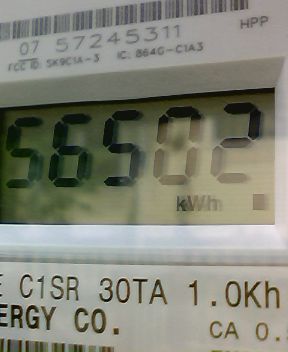 07 57245311
HPP
FCC ID: SK9C1A-3 IC: 864G-C1A3
56502
kWh
E C1SR 30TA 1.0Kh
ERGY CO.
CA 0.